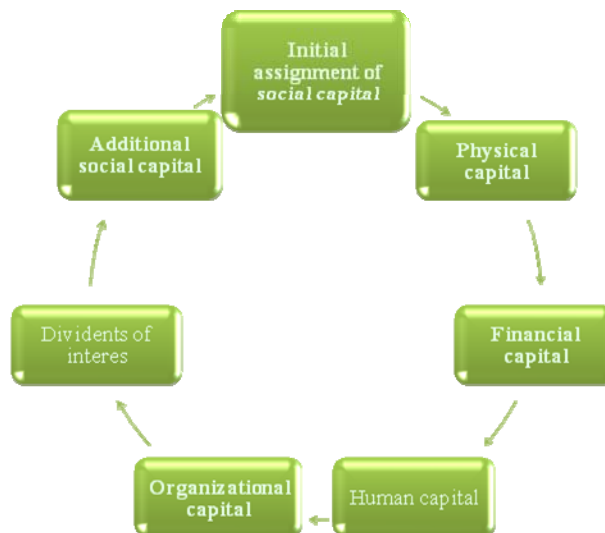 Initial
assignment of
social capital
Physical
capital
Financial
capital
Human capital
Organizational
capital
Dividents of
interes
Additional
social capital